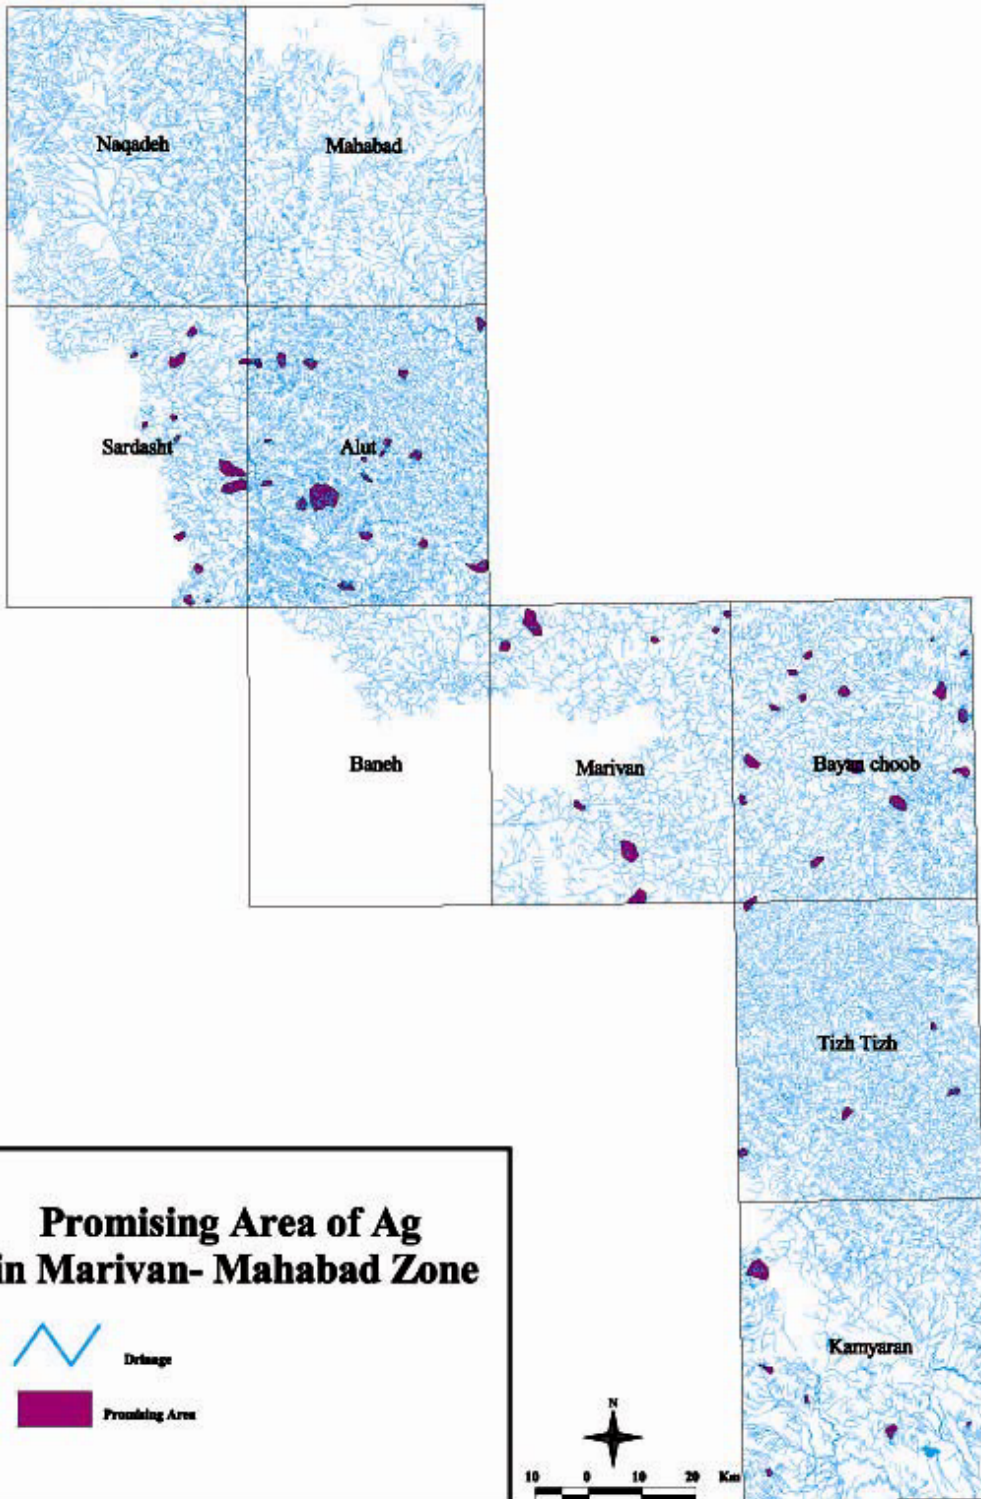 Naqadeh
Mahabad
Sardasht
Alut
Baneh
Marivan
Bayan choob
Tizh Tizh
Kamyaran
Promising Area of Ag
in Marivan- Mahabad Zone
Drinage
Promising Area
N
10 0 10 20 Km